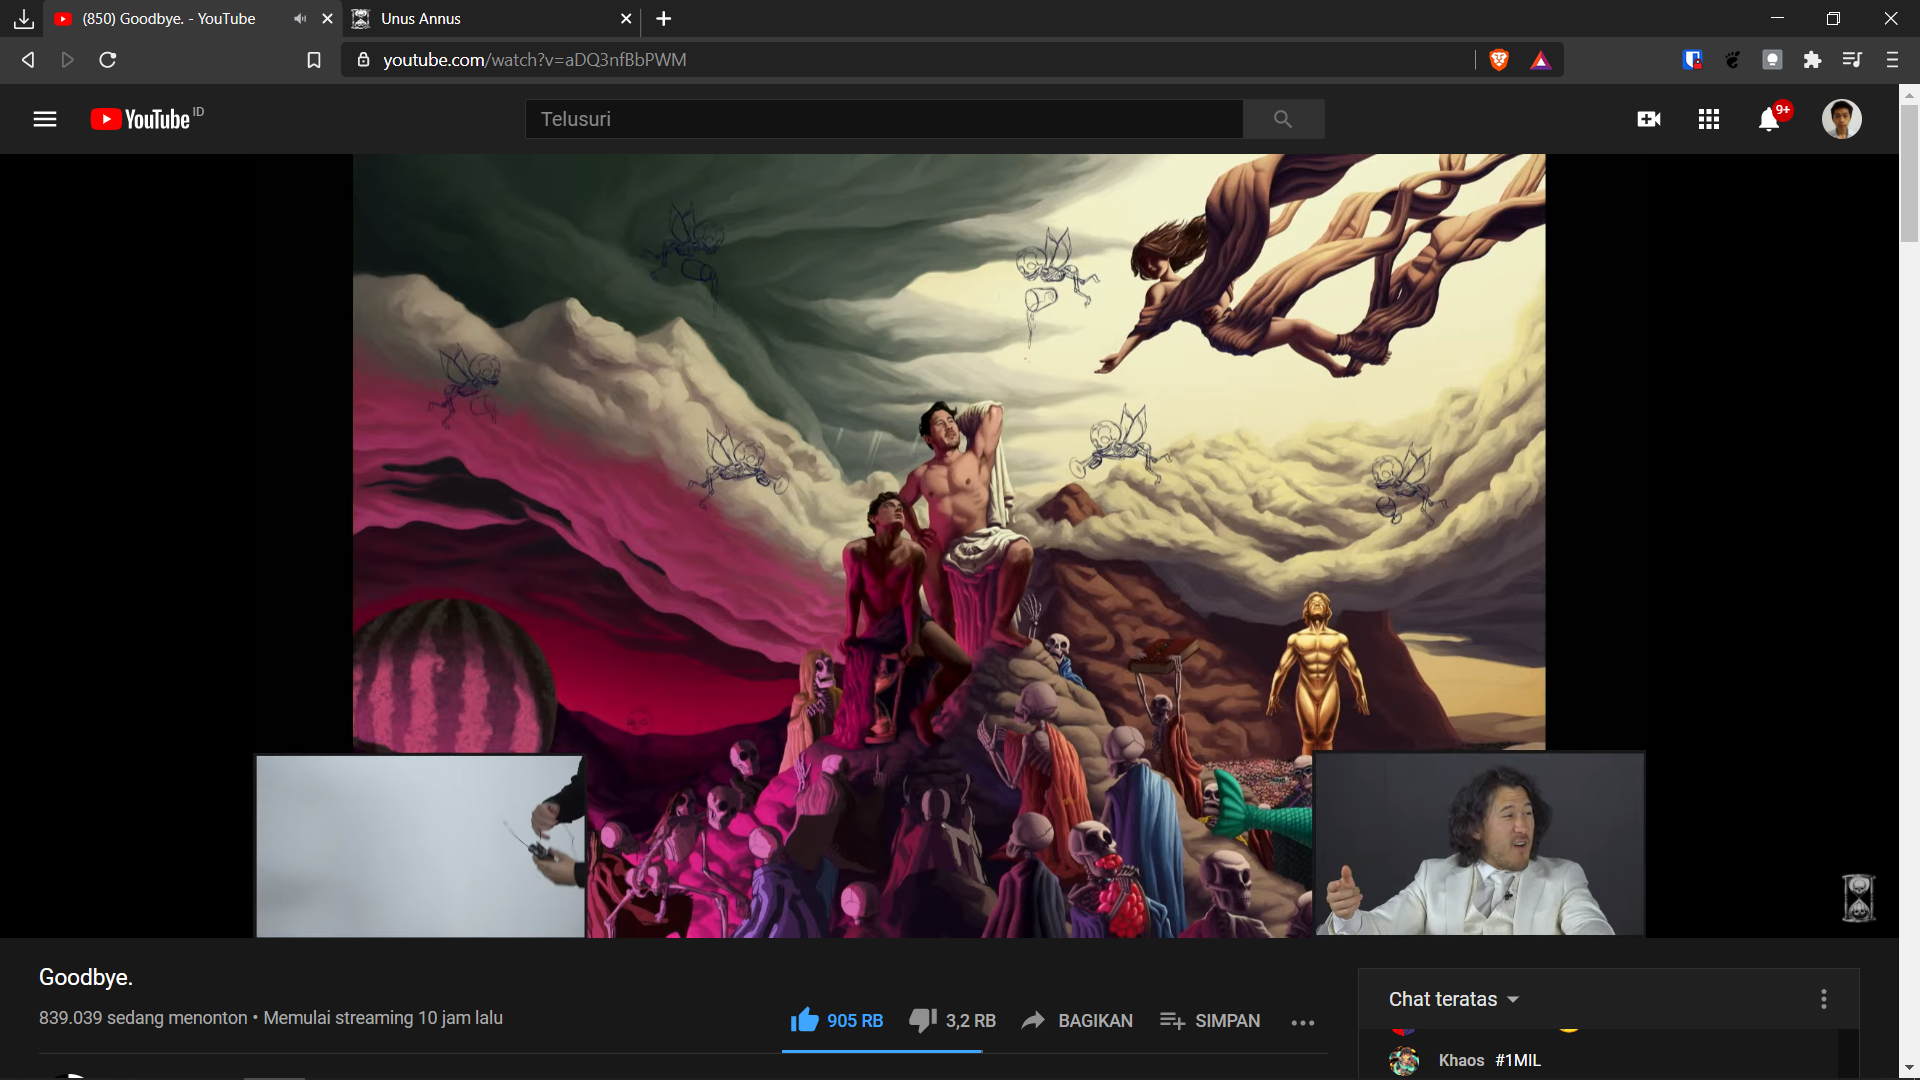 (850) Goodbye. - YouTube
Unus Annus
youtube.com/watch?v=aDQ3nfBbPWM
YouTube ID
Telusuri
9+
Goodbye.
839.039 sedang menonton • Memulai streaming 10 jam lalu
905 RB
3,2 RB
BAGIKAN
SIMPAN
Chat teratas
Khaos #1MIL